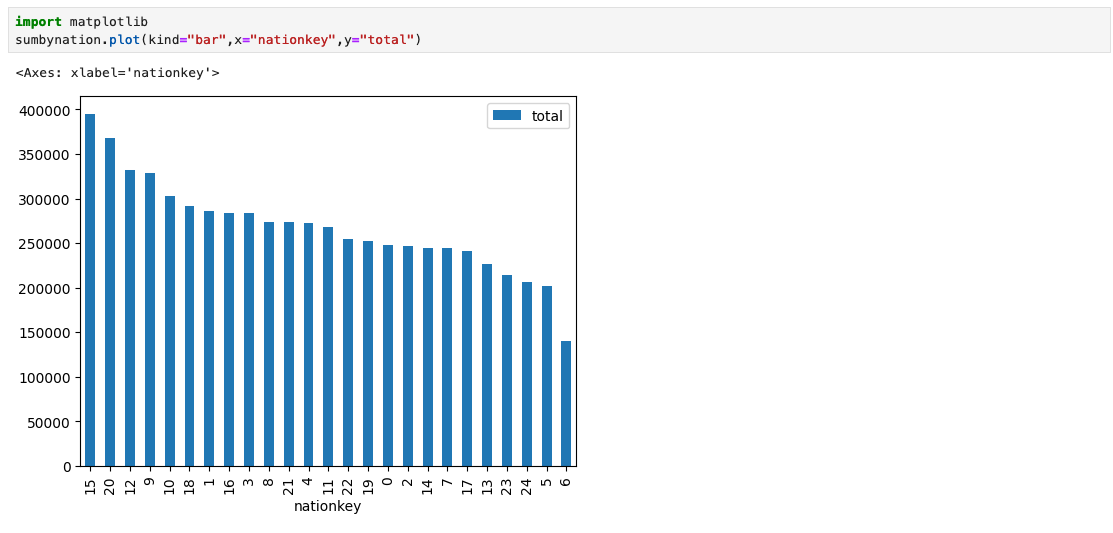 import matplotlib
sumbynation.plot(kind="bar",x="nationkey",y="total")
<Axes: xlabel='nationkey'>
total
400000
350000
300000
250000
200000
150000
100000
50000
0
15 20 12 9 10 18 1 16 3 8 21 4 11 22 19 0 2 14 7 17 13 23 24 5 6
nationkey